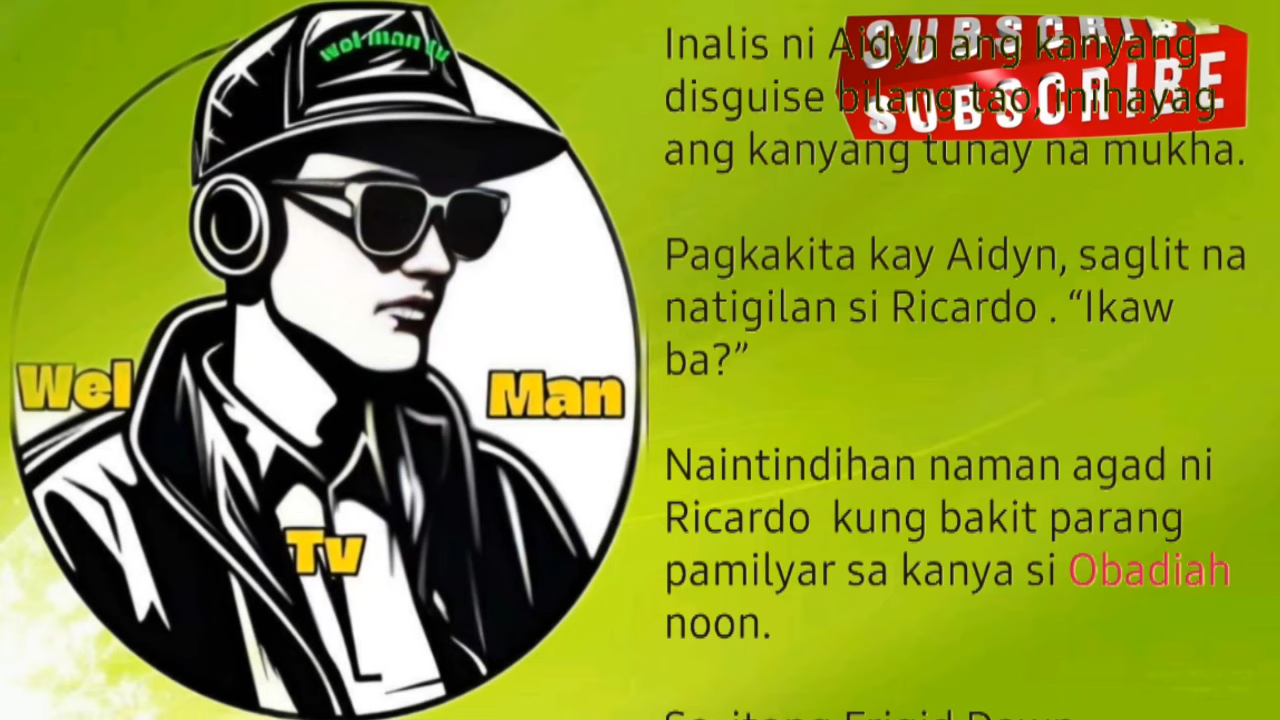 wel man tv
Wel
Man
Tv
SUBSCRIBE
SUBSCRIBE
Inalis ni Aidyn ang kanyang
disguise bilang tao, inihayag
ang kanyang tunay na mukha.
Pagkakita kay Aidyn, saglit na
natigilan si Ricardo . “Ikaw
ba?”
Naintindihan naman agad ni
Ricardo  kung bakit parang
pamilyar sa kanya si Obadiah
noon.